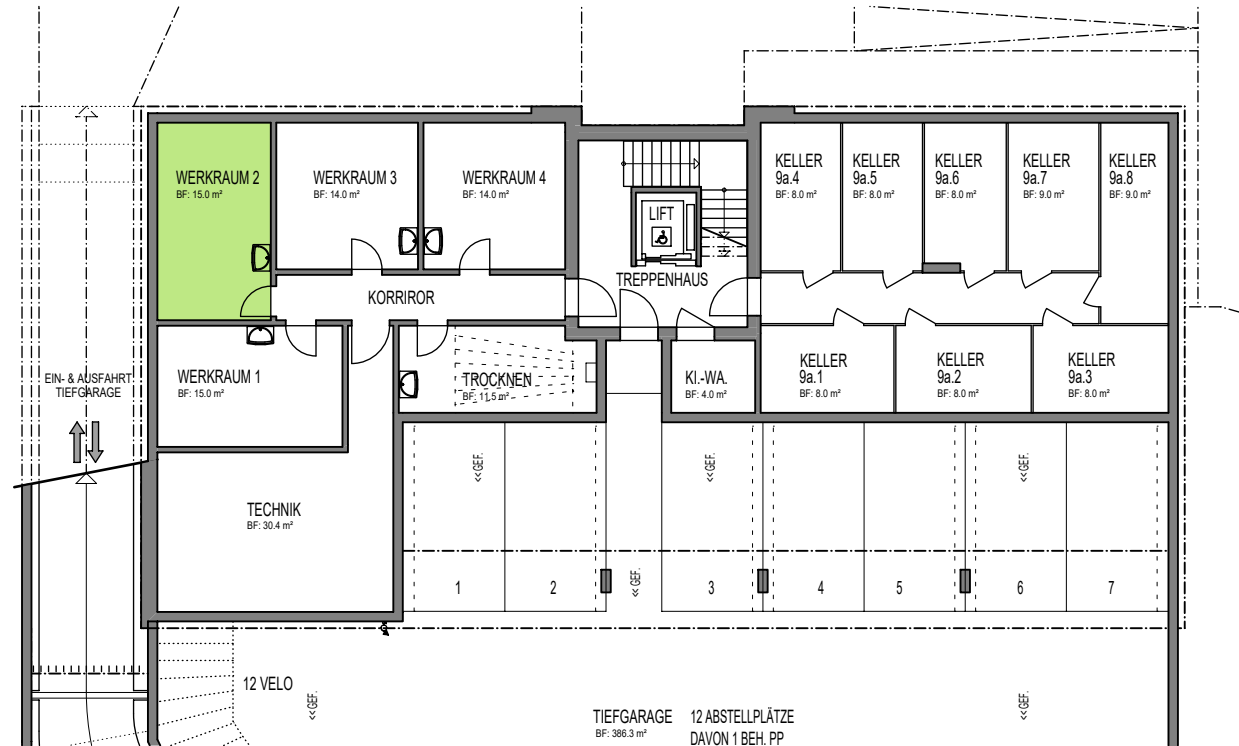 WERKRAUM 2
BF: 15.0 m²
WERKRAUM 3
BF: 14.0 m²
WERKRAUM 4
BF: 14.0 m²
LIFT
TREPPENHAUS
KELLER
9a.4
BF: 8.0 m²
KELLER
9a.5
BF: 8.0 m²
KELLER
9a.6
BF: 8.0 m²
KELLER
9a.7
BF: 9.0 m²
KELLER
9a.8
BF: 9.0 m²
KORRIROR
EIN- & AUSFAHRT
TIEFGARAGE
WERKRAUM 1
BF: 15.0 m²
TROCKNEN
BF: 11.5 m²
KI.-WA.
BF: 4.0 m²
KELLER
9a.1
BF: 8.0 m²
KELLER
9a.2
BF: 8.0 m²
KELLER
9a.3
BF: 8.0 m²
<<GEF.
<<GEF.
<<GEF.
TECHNIK
BF: 30.4 m²
<<GEF.
1
2
3
4
5
6
7
12 VELO
<<GEF.
<<GEF.
TIEFGARAGE
BF: 386.3 m²
12 ABSTELLPLÄTZE
DAVON 1 BEH. PP